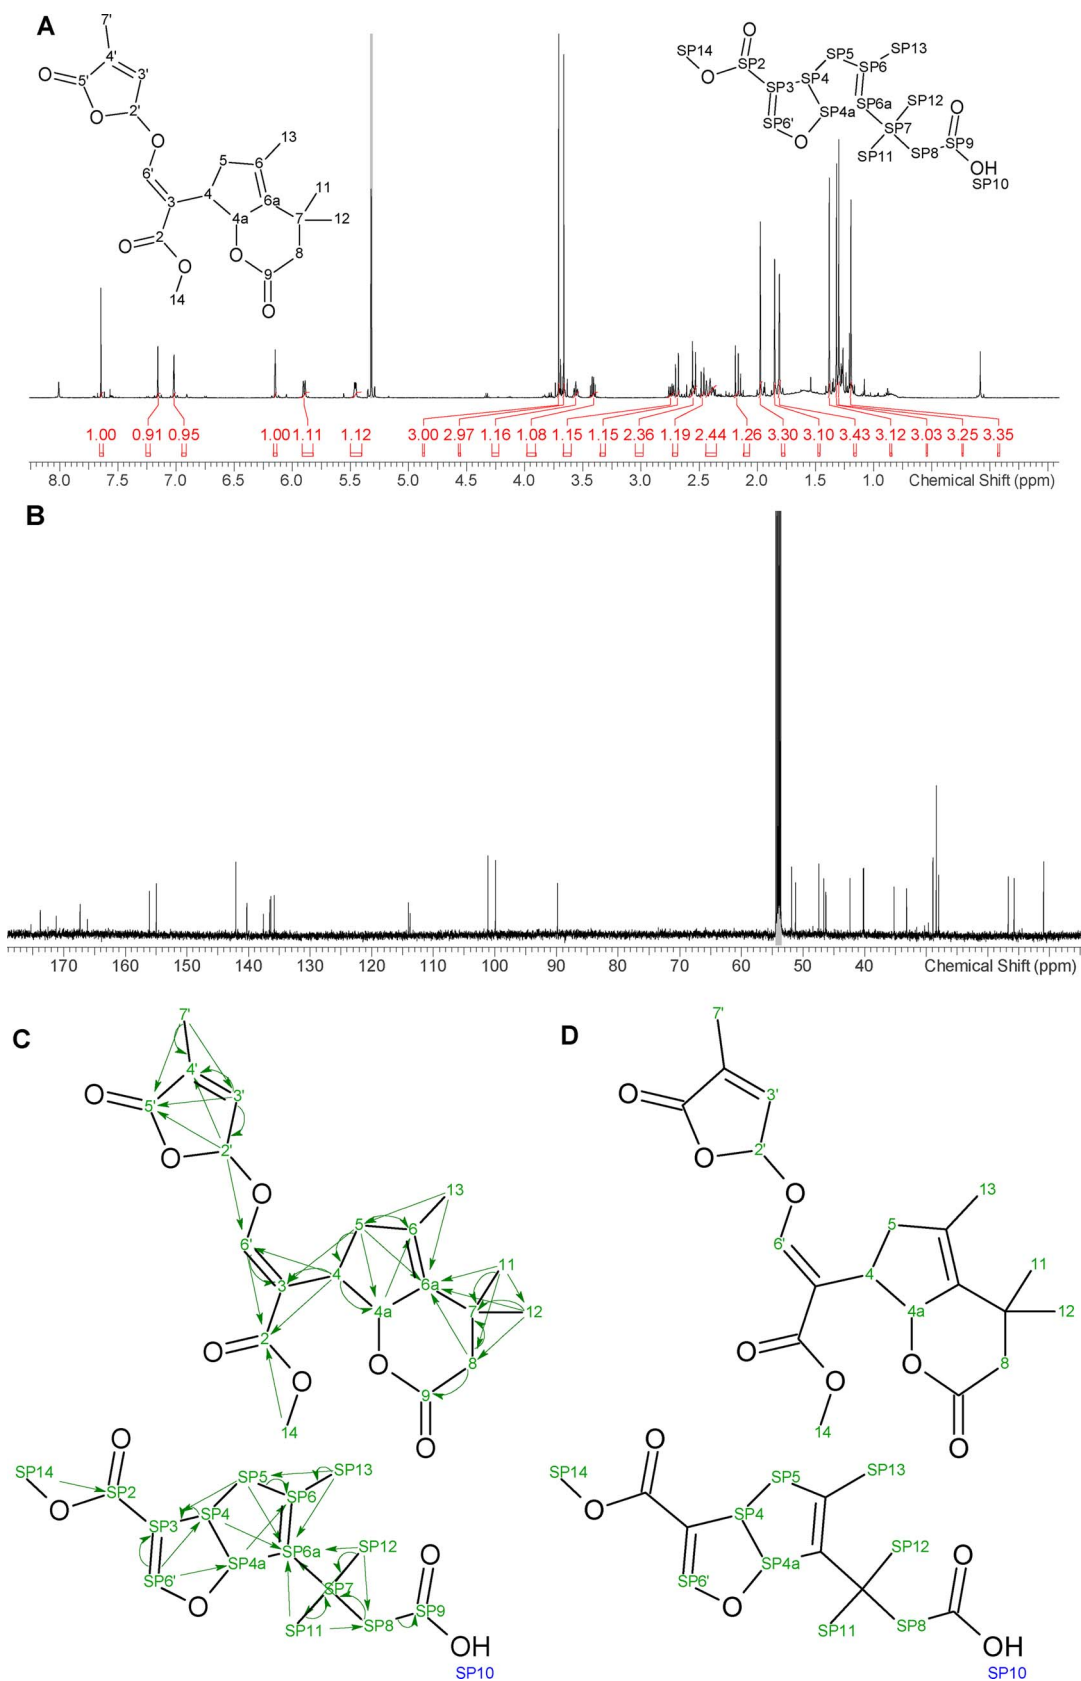 A
7'
4'
3'
O
5'
2'
O
O
6'
3
2
O
O
14
5
4
4a
6
6a
13
7
11
12
8
O
9
O
O
SP14
SP2
O
SP3
SP4
SP5
SP6
SP13
SP6'
O
SP4a
SP6a
SP12
SP7
SP11
SP8
O
SP9
OH
SP10
1.00 0.91 0.95 1.00 1.11 1.12 3.00 2.97 1.16 1.08 1.15 1.15 2.36 1.19 2.44 1.26 3.30 3.10 3.43 3.12 3.03 3.25 3.35
8.0 7.5 7.0 6.5 6.0 5.5 5.0 4.5 4.0 3.5 3.0 2.5 2.0 1.5 1.0 Chemical Shift (ppm)
B
170 160 150 140 130 120 110 100 90 80 70 60 50 40 30 Chemical Shift (ppm)
C
7'
4'
3'
O
5'
O
2'
O
6'
3
2
O
O
14
5
4
4a
6
6a
13
7
11
12
8
O
9
O
O
SP14
SP2
O
SP3
SP4
SP5
SP6
SP13
SP6'
O
SP4a
SP6a
SP12
SP7
SP11
SP8
O
SP9
OH
SP10
D
7'
3'
O
O
2'
O
6'
O
O
14
5
4
4a
13
11
12
8
O
O
O
SP14
O
SP4
SP5
SP13
SP6'
O
SP4a
SP12
SP11
SP8
O
OH
SP10